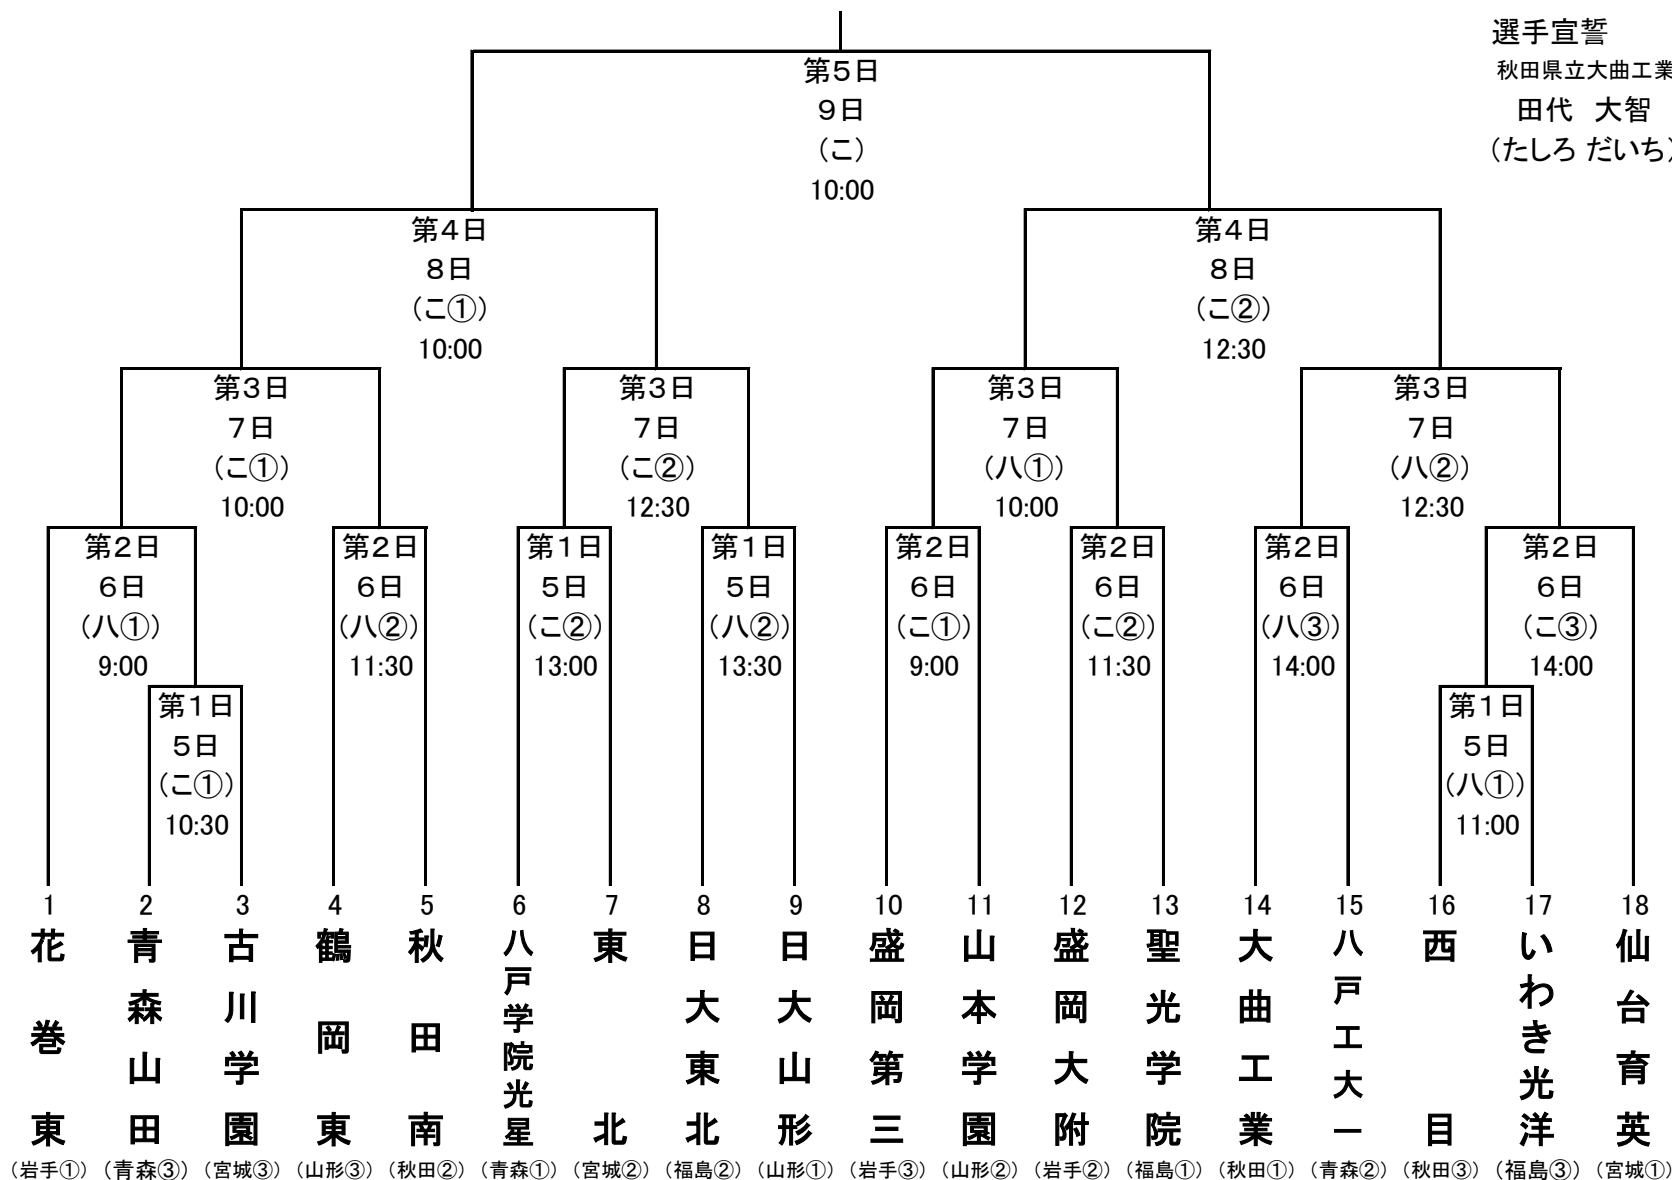 選手宣誓
秋田県立大曲工業
田代 大智
（たしろ だいち）
第５日
９日
（こ）
10:00
第４日
８日
（こ①）
10:00
第４日
８日
（こ②）
12:30
第３日
７日
（こ①）
10:00
第３日
７日
（こ②）
12:30
第３日
７日
（八①）
10:00
第３日
７日
（八②）
12:30
第２日
６日
（八①）
9:00
第２日
６日
（八②）
11:30
第１日
５日
（こ②）
13:00
第１日
５日
（八②）
13:30
第２日
６日
（こ①）
9:00
第２日
６日
（こ②）
11:30
第２日
６日
（八③）
14:00
第２日
６日
（こ③）
14:00
第１日
５日
（こ①）
10:30
第１日
５日
（八①）
11:00
1
花巻東
（岩手①）
2
青森山田
（青森③）
3
古川学園
（宮城③）
4
鶴岡東
（山形③）
5
秋田南
（秋田②）
6
八戸学院光星
（青森①）
7
東北
（宮城②）
8
日大東北
（福島②）
9
日大山形
（山形①）
10
盛岡第三
（岩手③）
11
山本学園
（山形②）
12
盛岡大附
（岩手②）
13
聖光学院
（福島①）
14
大曲工業
（秋田①）
15
八戸工大一
（青森②）
16
西目
（秋田③）
17
いわき光洋
（福島③）
18
仙台育英
（宮城①）